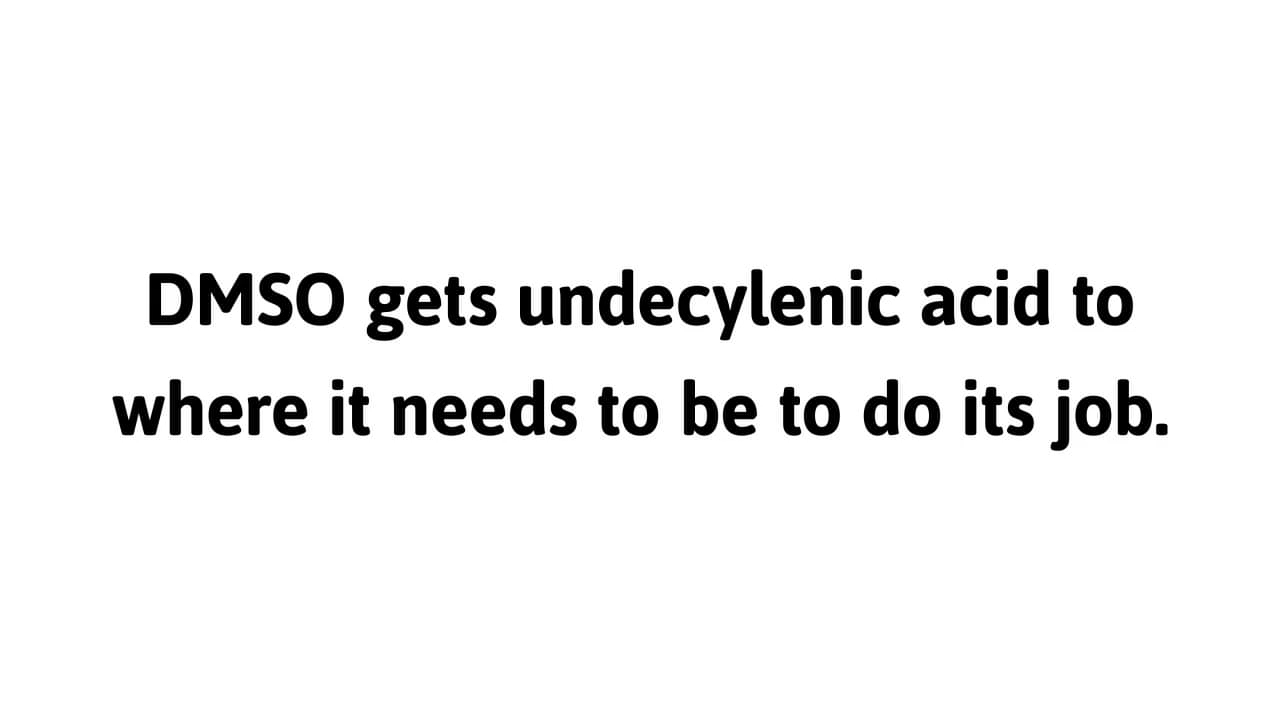 DMSO gets undecylenic acid to
where it needs to be to do its job.